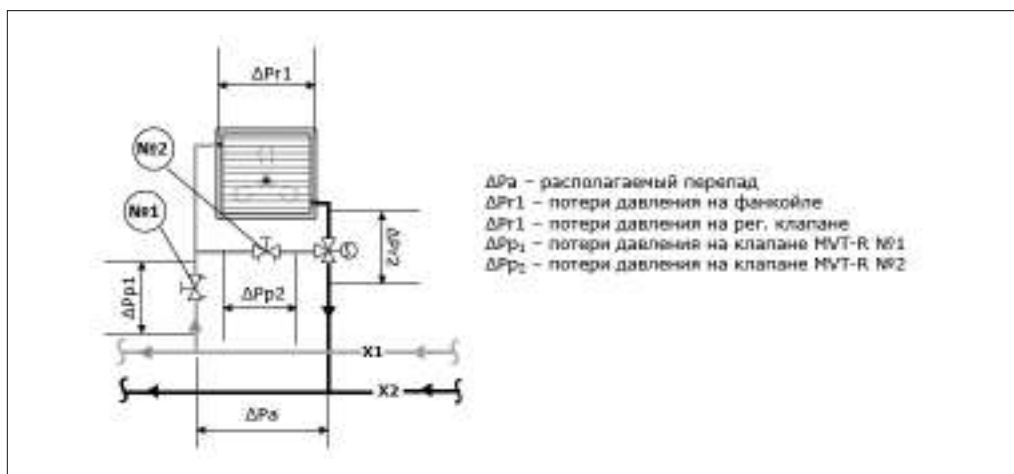 ΔPr1
№2
№1
ΔPr2
ΔPp1
ΔPp2
X1
X2
ΔPa
ΔPa – располагаемый перепад
ΔPr1 – потери давления на фанкойле
ΔPr1 – потери давления на рег. клапане
ΔPp₁ – потери давления на клапане MVT-R №1
ΔPp₂ – потери давления на клапане MVT-R №2